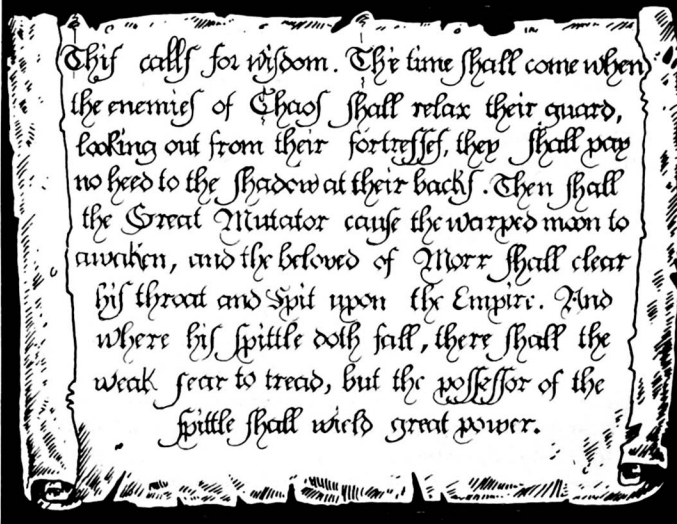 This calls for wisdom. The time shall come when
the enemies of Chaos shall relax their guard,
looking out from their fortresses, they shall pay
no heed to the shadow at their backs. Then shall
the Great Mutator cause the warped moon to
awaken, and the beloved of Morr shall clear
his throat and spit upon the Empire. And
where his spittle doth fall, there shall the
weak fear to tread, but the possessor of the
spittle shall wield great power.